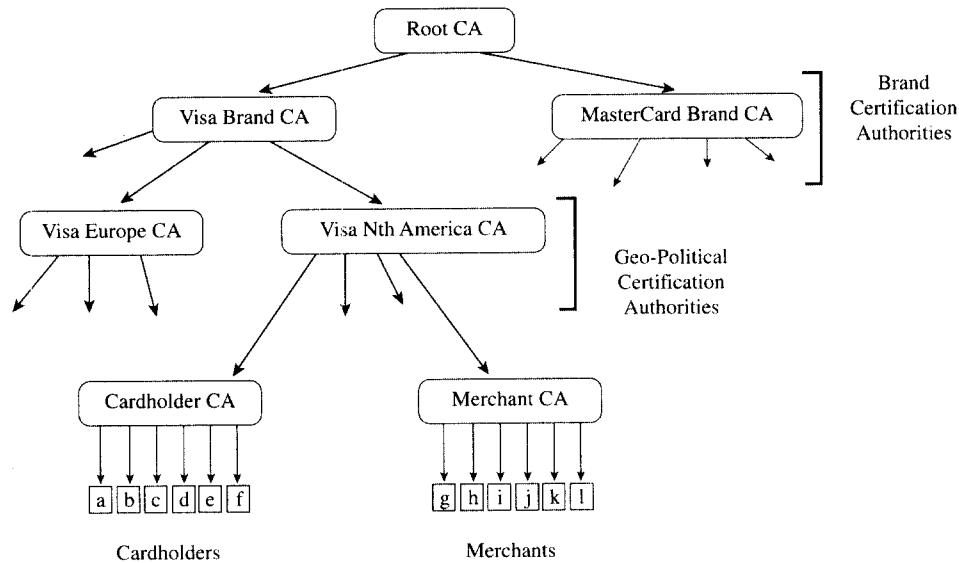 Root CA
Visa Brand CA
MasterCard Brand CA
Brand
Certification
Authorities
Visa Europe CA
Visa Nth America CA
Geo-Political
Certification
Authorities
Cardholder CA
Merchant CA
a b c d e f
g h i j k l
Cardholders
Merchants